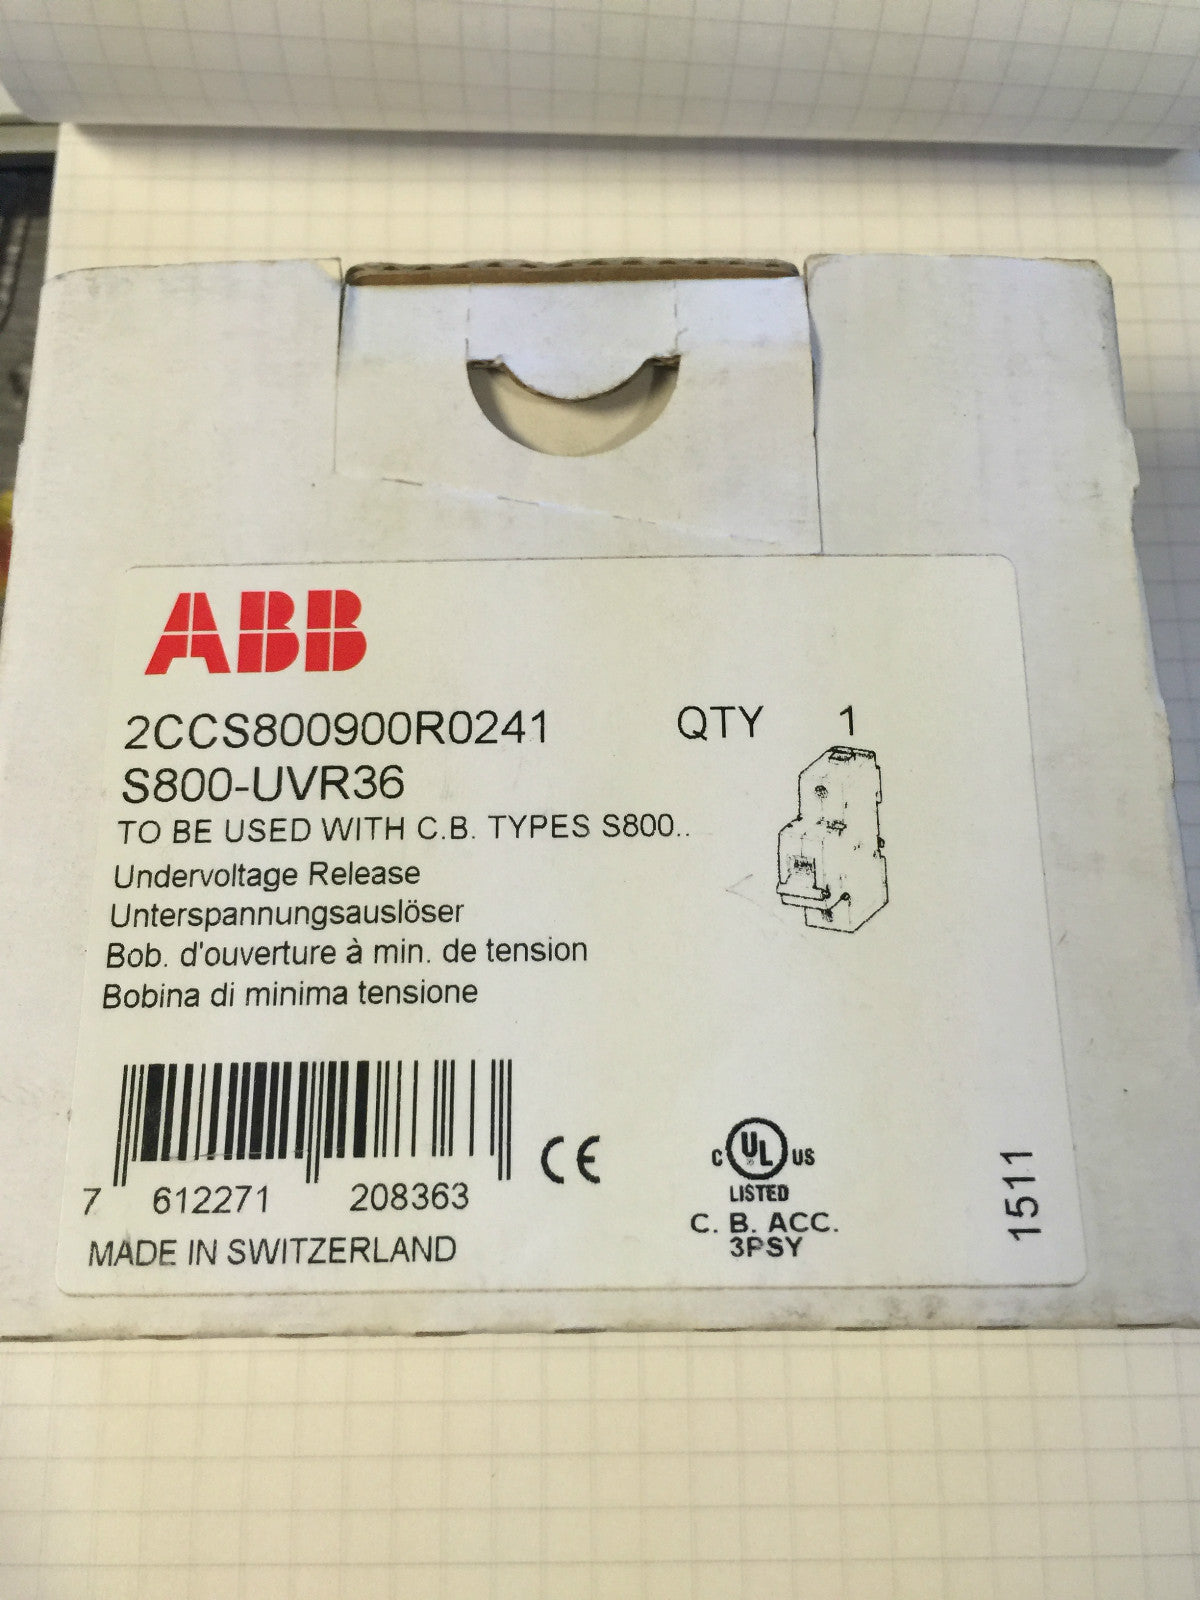 ABB
2CCS800900R0241 QTY 1
S800-UVR36
TO BE USED WITH C.B. TYPES S800..
Undervoltage Release
Unterspannungsauslöser
Bob. d'ouverture à min. de tension
Bobina di minima tensione
7 612271 208363
CE
C UL US
LISTED
C. B. ACC.
3PSY
MADE IN SWITZERLAND
1511